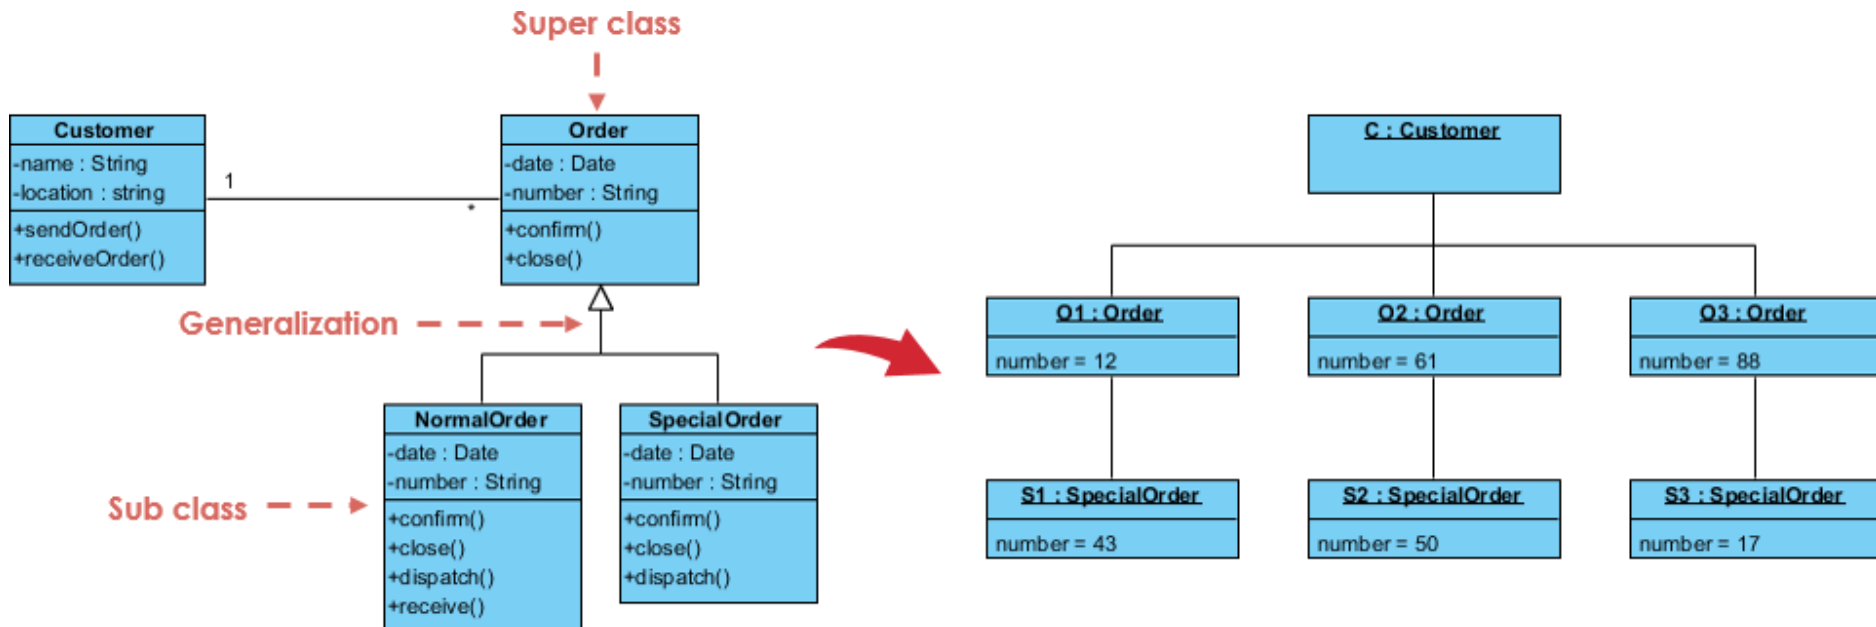 Super class
Customer
-name : String
-location : string
+sendOrder()
+receiveOrder()
1
*
Order
-date : Date
-number : String
+confirm()
+close()
Generalization
NormalOrder
-date : Date
-number : String
+confirm()
+close()
+dispatch()
+receive()
SpecialOrder
-date : Date
-number : String
+confirm()
+close()
+dispatch()
Sub class
C : Customer
O1 : Order
number = 12
O2 : Order
number = 61
O3 : Order
number = 88
S1 : SpecialOrder
number = 43
S2 : SpecialOrder
number = 50
S3 : SpecialOrder
number = 17